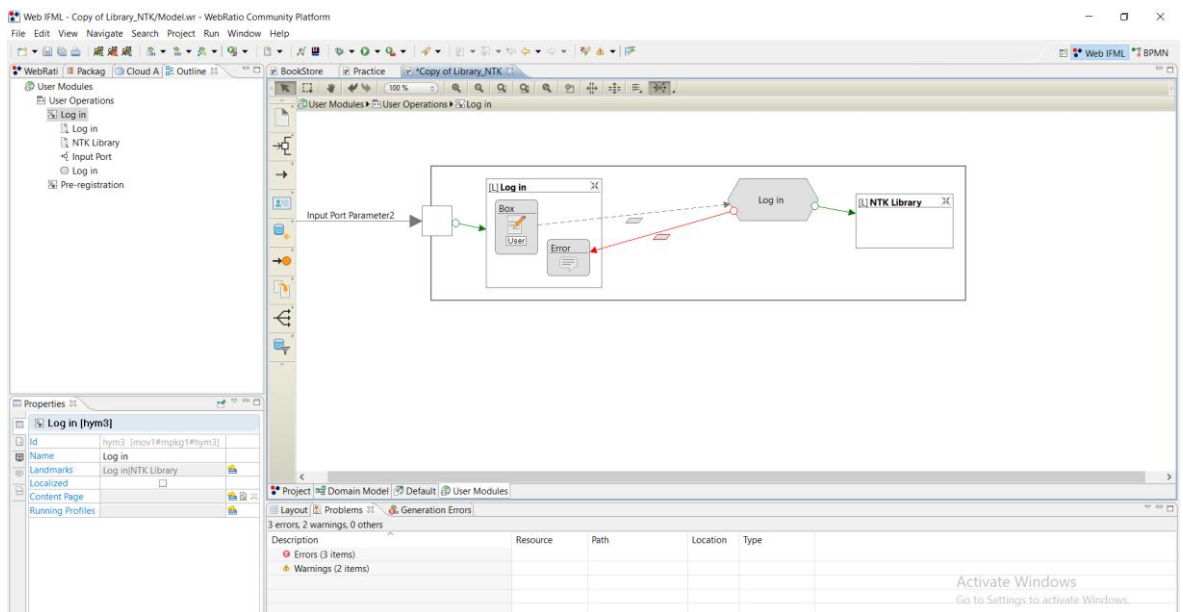 Web IFML - Copy of Library_NTK/Model.wr - WebRatio Community Platform
File Edit View Navigate Search Project Run Window Help
Web IFML BPMN
WebRati Packag Cloud A Outline
BookStore Practice *Copy of Library_NTK
User Modules
User Operations
Log in
Log in
NTK Library
Input Port
Log in
Pre-registration
100 %
User Modules User Operations Log in
Input Port Parameter2
[L] Log in
Box
User
Error
Log in
[L] NTK Library
Properties
Log in [hym3]
Id hym3 [mov1#mpkg1#hym3]
Name Log in
Landmarks Log in|NTK Library
Localized
Content Page
Running Profiles
Project Domain Model Default User Modules
Layout Problems Generation Errors
3 errors, 2 warnings, 0 others
Description Resource Path Location Type
Errors (3 items)
Warnings (2 items)
Activate Windows
Go to Settings to activate Windows.